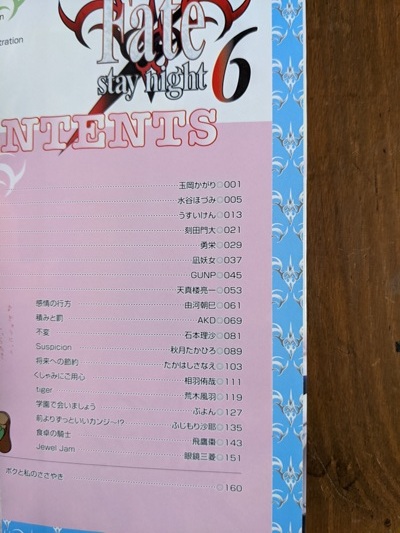 Fate
stay night 6
NTENTS
玉岡かがり 001
水谷ほづみ 005
うすいけん 013
刻田門大 021
勇栄 029
凪妖女 037
GUNP 045
天真楼亮一 053
感情の行方 由河朝巳 061
積みと罰 AKD 069
不変 石本理沙 081
Suspicion 秋月たかひろ 089
将来への節約 たかはしさなえ 103
くしゃみにご用心 相羽侑哉 111
tiger 荒木風羽 119
学園で会いましょう ぷよん 127
前よりずっといいカンジー!? ふじもり沙耶 135
食卓の騎士 飛鷹棗 143
Jewel Jam 眼鏡三菱 151
ボクと私のささやき 160